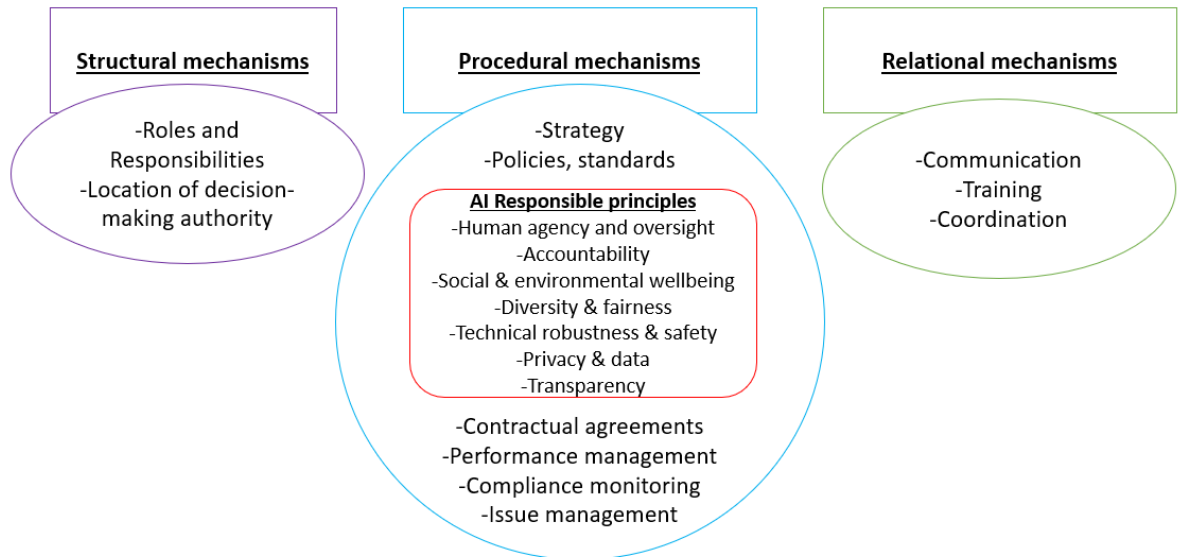 Structural mechanisms
-Roles and
Responsibilities
-Location of decision-
making authority
Procedural mechanisms
-Strategy
-Policies, standards
AI Responsible principles
-Human agency and oversight
-Accountability
-Social & environmental wellbeing
-Diversity & fairness
-Technical robustness & safety
-Privacy & data
-Transparency
-Contractual agreements
-Performance management
-Compliance monitoring
-Issue management
Relational mechanisms
-Communication
-Training
-Coordination